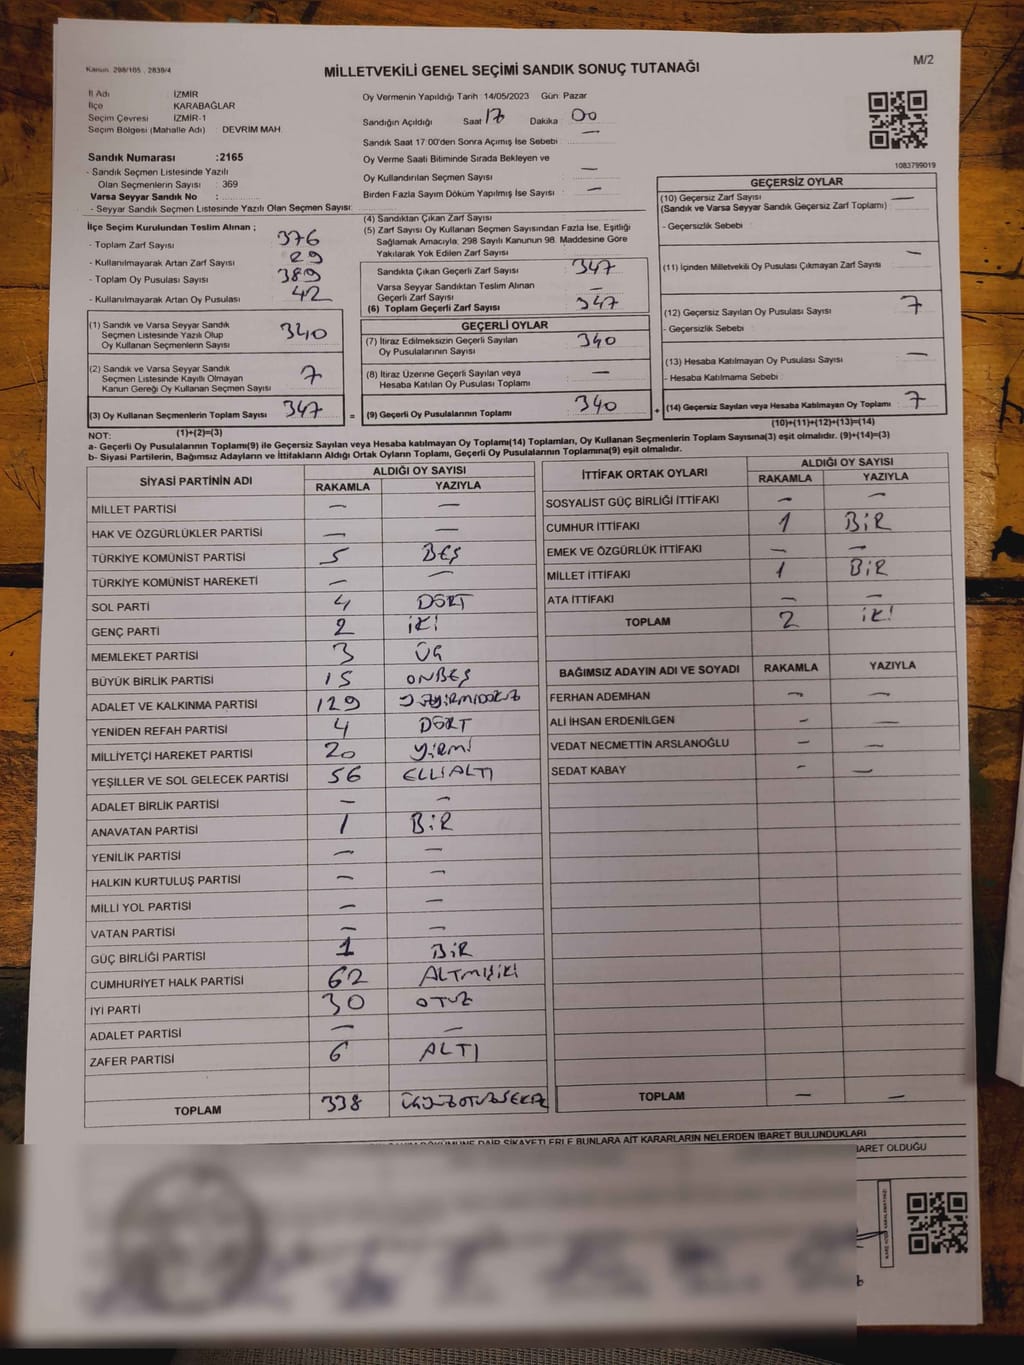 Kanun 298/105 . 2839/4
M/2
MİLLETVEKİLİ GENEL SEÇİMİ SANDIK SONUÇ TUTANAĞI
İl Adı : İZMİR
İlçe : KARABAĞLAR
Seçim Çevresi : İZMİR-1
Seçim Bölgesi (Mahalle Adı) : DEVRİM MAH.
Sandık Numarası :2165
- Sandık Seçmen Listesinde Yazılı
Olan Seçmenlerin Sayısı : 369
Varsa Seyyar Sandık No :
- Seyyar Sandık Seçmen Listesinde Yazılı Olan Seçmen Sayısı:
Oy Vermenin Yapıldığı Tarih 14/05/2023 Gün: Pazar
Sandığın Açıldığı Saat 17 Dakika 00
Sandık Saat 17:00'den Sonra Açımış İse Sebebi —
Oy Verme Saati Bitiminde Sırada Bekleyen ve
Oy Kullandırılan Seçmen Sayısı —
Birden Fazla Sayım Döküm Yapılmış İse Sayısı —
1083799019
İlçe Seçim Kurulundan Teslim Alınan ;
- Toplam Zarf Sayısı 376
- Kullanılmayarak Artan Zarf Sayısı 29
- Toplam Oy Pusulası 389
- Kullanılmayarak Artan Oy Pusulası 42
(1) Sandık ve Varsa Seyyar Sandık
Seçmen Listesinde Yazılı Olup
Oy Kullanan Seçmenlerin Sayısı 340
(2) Sandık ve Varsa Seyyar Sandık
Seçmen Listesinde Kayıtlı Olmayan
Kanun Gereği Oy Kullanan Seçmen Sayısı 7
(3) Oy Kullanan Seçmenlerin Toplam Sayısı 347 =
(1)+(2)=(3)
(4) Sandıktan Çıkan Zarf Sayısı
(5) Zarf Sayısı Oy Kullanan Seçmen Sayısından Fazla İse, Eşitliği
Sağlamak Amacıyla; 298 Sayılı Kanunun 98. Maddesine Göre
Yakılarak Yok Edilen Zarf Sayısı
Sandıkta Çıkan Geçerli Zarf Sayısı 347
Varsa Seyyar Sandıktan Teslim Alınan
Geçerli Zarf Sayısı —
(6) Toplam Geçerli Zarf Sayısı 347
GEÇERLİ OYLAR
(7) İtiraz Edilmeksizin Geçerli Sayılan
Oy Pusulalarının Sayısı 340
(8) İtiraz Üzerine Geçerli Sayılan veya
Hesaba Katılan Oy Pusulası Toplamı —
(9) Geçerli Oy Pusulalarının Toplamı 340 +
GEÇERSİZ OYLAR
(10) Geçersiz Zarf Sayısı —
(Sandık ve Varsa Seyyar Sandık Geçersiz Zarf Toplamı)
- Geçersizlik Sebebi
(11) İçinden Milletvekili Oy Pusulası Çıkmayan Zarf Sayısı —
(12) Geçersiz Sayılan Oy Pusulası Sayısı 7
- Geçersizlik Sebebi
(13) Hesaba Katılmayan Oy Pusulası Sayısı —
- Hesaba Katılmama Sebebi
(14) Geçersiz Sayılan veya Hesaba Katılmayan Oy Toplamı 7
(10)+(11)+(12)+(13)=(14)
NOT:
a- Geçerli Oy Pusulalarının Toplamı(9) ile Geçersiz Sayılan veya Hesaba katılmayan Oy Toplamı(14) Toplamları, Oy Kullanan Seçmenlerin Toplam Sayısına(3) eşit olmalıdır. (9)+(14)=(3)
b- Siyasi Partilerin, Bağımsız Adayların ve İttifakların Aldığı Ortak Oyların Toplamı, Geçerli Oy Pusulalarının Toplamına(9) eşit olmalıdır.
SİYASİ PARTİNİN ADI ALDIĞI OY SAYISI
RAKAMLA YAZIYLA
MİLLET PARTİSİ — —
HAK VE ÖZGÜRLÜKLER PARTİSİ — —
TÜRKİYE KOMÜNİST PARTİSİ 5 BEŞ
TÜRKİYE KOMÜNİST HAREKETİ — —
SOL PARTİ 4 DÖRT
GENÇ PARTİ 2 İKİ
MEMLEKET PARTİSİ 3 ÜÇ
BÜYÜK BİRLİK PARTİSİ 15 ONBEŞ
ADALET VE KALKINMA PARTİSİ 129
YENİDEN REFAH PARTİSİ 4 DÖRT
MİLLİYETÇİ HAREKET PARTİSİ 20 YİRMİ
YEŞİLLER VE SOL GELECEK PARTİSİ 56 ELLİALTI
ADALET BİRLİK PARTİSİ — —
ANAVATAN PARTİSİ 1 BİR
YENİLİK PARTİSİ — —
HALKIN KURTULUŞ PARTİSİ — —
MİLLİ YOL PARTİSİ — —
VATAN PARTİSİ — —
GÜÇ BİRLİĞİ PARTİSİ 1 BİR
CUMHURİYET HALK PARTİSİ 62 ALTMIŞİKİ
İYİ PARTİ 30 OTUZ
ADALET PARTİSİ — —
ZAFER PARTİSİ 6 ALTI
TOPLAM 338
İTTİFAK ORTAK OYLARI ALDIĞI OY SAYISI
RAKAMLA YAZIYLA
SOSYALİST GÜÇ BİRLİĞİ İTTİFAKI — —
CUMHUR İTTİFAKI 1 BİR
EMEK VE ÖZGÜRLÜK İTTİFAKI — —
MİLLET İTTİFAKI 1 BİR
ATA İTTİFAKI — —
TOPLAM 2 İKİ
BAĞIMSIZ ADAYIN ADI VE SOYADI RAKAMLA YAZIYLA
FERHAN ADEMHAN — —
ALİ İHSAN ERDENİLGEN — —
VEDAT NECMETTİN ARSLANOĞLU — —
SEDAT KABAY — —
TOPLAM — —
DAİR ŞİKAYETLERLE BUNLARA AİT KARARLARIN NELERDEN İBARET BULUNDUKLARI
İBARET OLDUĞU